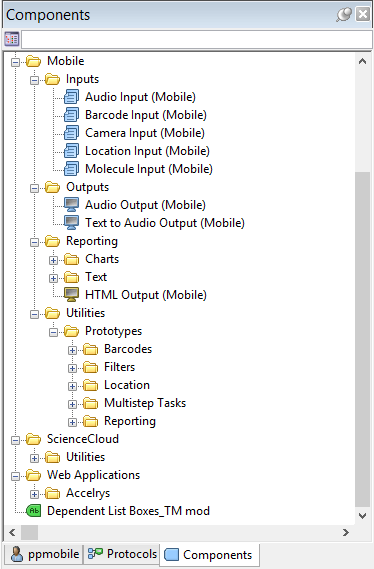 Components
Mobile
Inputs
Audio Input (Mobile)
Barcode Input (Mobile)
Camera Input (Mobile)
Location Input (Mobile)
Molecule Input (Mobile)
Outputs
Audio Output (Mobile)
Text to Audio Output (Mobile)
Reporting
Charts
Text
HTML Output (Mobile)
Utilities
Prototypes
Barcodes
Filters
Location
Multistep Tasks
Reporting
ScienceCloud
Utilities
Web Applications
Accelrys
Ab Dependent List Boxes_TM mod
ppmobile Protocols Components